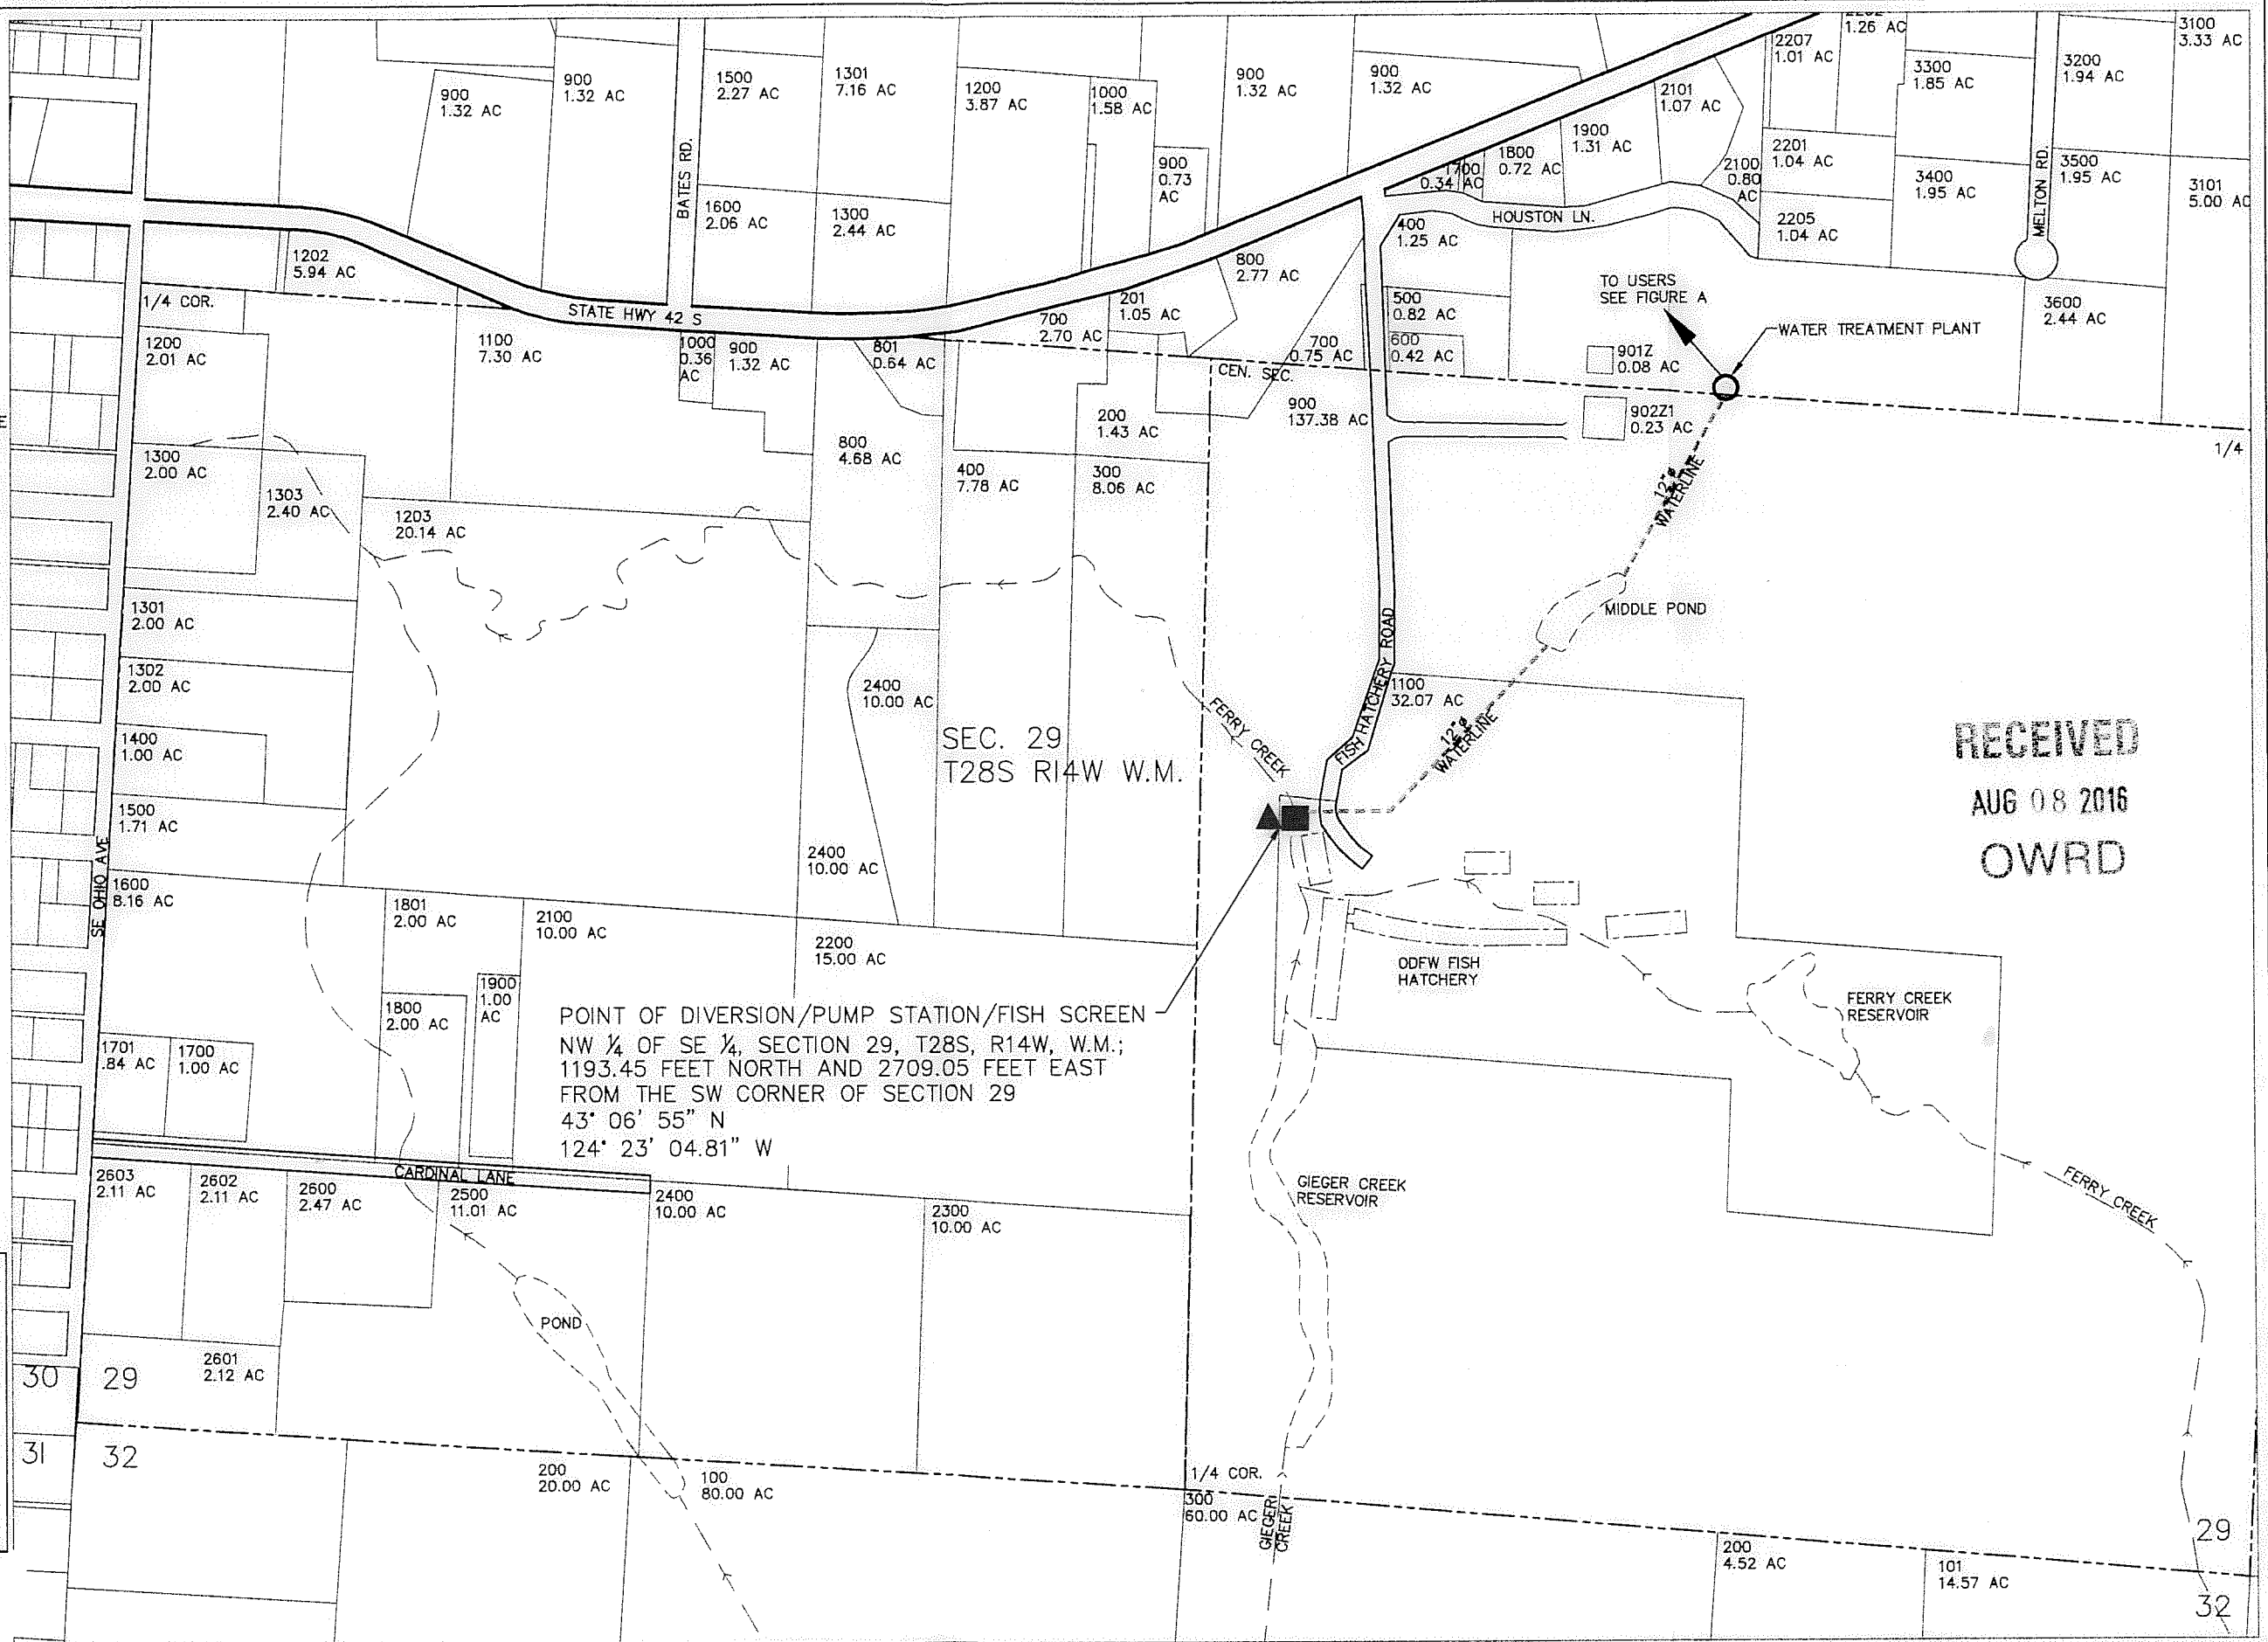 3100
3.33 AC
1.26 AC
2207
1.01 AC
3300
1.85 AC
3200
1.94 AC
900
1.32 AC
900
1.32 AC
1500
2.27 AC
1301
7.16 AC
1200
3.87 AC
1000
1.58 AC
900
1.32 AC
900
1.32 AC
2101
1.07 AC
1900
1.31 AC
1800
0.72 AC
1700
0.34 AC
2100
0.80
AC
2201
1.04 AC
3400
1.95 AC
3500
1.95 AC
3101
5.00 AC
BATES RD.
MELTON RD.
900
0.73
AC
1600
2.06 AC
1300
2.44 AC
HOUSTON LN.
2205
1.04 AC
400
1.25 AC
1202
5.94 AC
800
2.77 AC
1/4 COR.
STATE HWY 42 S
201
1.05 AC
500
0.82 AC
TO USERS
SEE FIGURE A
WATER TREATMENT PLANT
3600
2.44 AC
1200
2.01 AC
1100
7.30 AC
1000
0.36
AC
900
1.32 AC
801
0.64 AC
700
2.70 AC
700
0.75 AC
600
0.42 AC
901Z
0.08 AC
CEN. SEC.
900
137.38 AC
902Z1
0.23 AC
1/4
E
1300
2.00 AC
1303
2.40 AC
1203
20.14 AC
800
4.68 AC
400
7.78 AC
200
1.43 AC
300
8.06 AC
12"ø
WATERLINE
MIDDLE POND
1301
2.00 AC
1302
2.00 AC
1400
1.00 AC
1500
1.71 AC
2400
10.00 AC
SEC. 29
T28S R14W W.M.
FERRY CREEK
FISH HATCHERY ROAD
1100
32.07 AC
12"ø
WATERLINE
RECEIVED
AUG 08 2016
OWRD
SE OHIO AVE
1600
8.16 AC
2400
10.00 AC
1801
2.00 AC
2100
10.00 AC
2200
15.00 AC
1900
1.00
AC
1800
2.00 AC
1701
.84 AC
1700
1.00 AC
ODFW FISH
HATCHERY
FERRY CREEK
RESERVOIR
POINT OF DIVERSION/PUMP STATION/FISH SCREEN
NW ¼ OF SE ¼, SECTION 29, T28S, R14W, W.M.;
1193.45 FEET NORTH AND 2709.05 FEET EAST
FROM THE SW CORNER OF SECTION 29
43° 06' 55" N
124° 23' 04.81" W
CARDINAL LANE
2603
2.11 AC
2602
2.11 AC
2600
2.47 AC
2500
11.01 AC
2400
10.00 AC
2300
10.00 AC
GIEGER CREEK
RESERVOIR
FERRY CREEK
POND
2601
2.12 AC
30
29
31
32
200
20.00 AC
100
80.00 AC
1/4 COR.
300
60.00 AC
GIEGER
CREEK
200
4.52 AC
101
14.57 AC
29
32